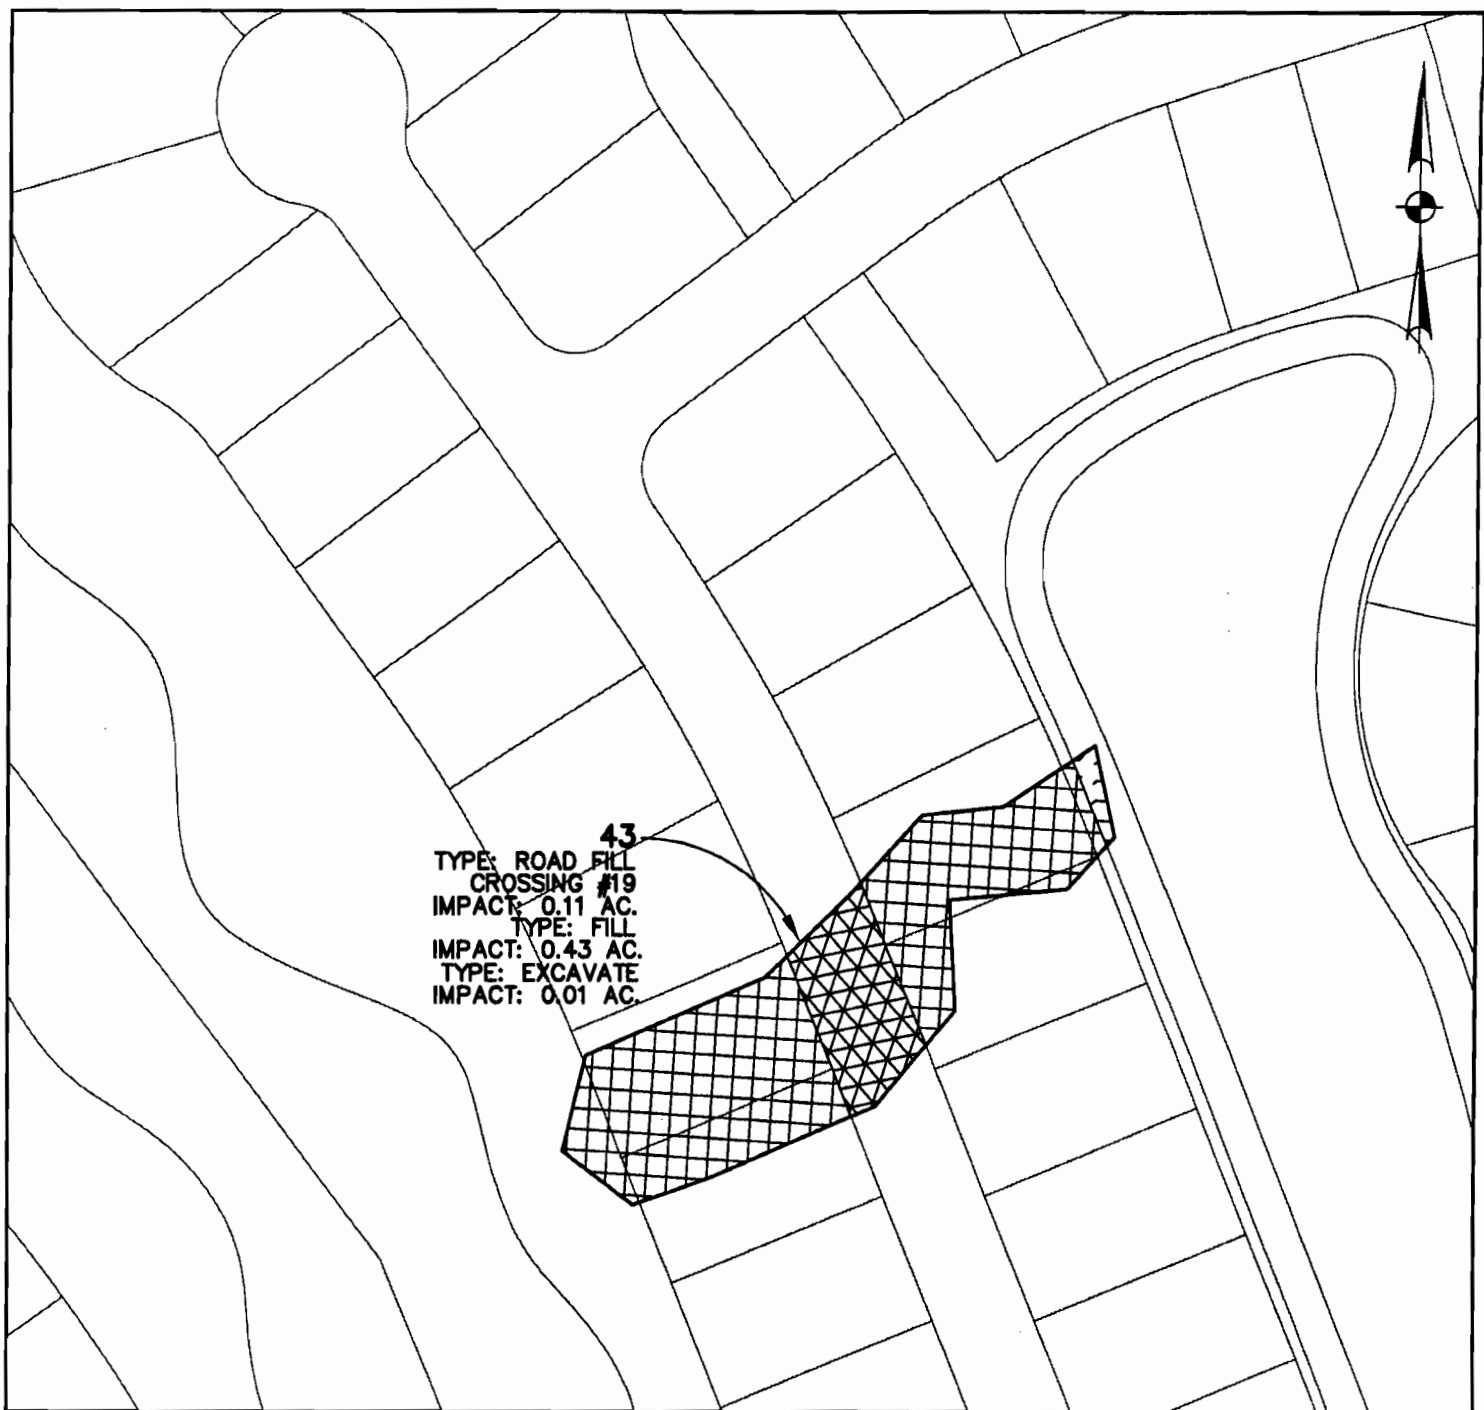 43
TYPE: ROAD FILL
CROSSING #19
IMPACT: 0.11 AC.
TYPE: FILL
IMPACT: 0.43 AC.
TYPE: EXCAVATE
IMPACT: 0.01 AC.